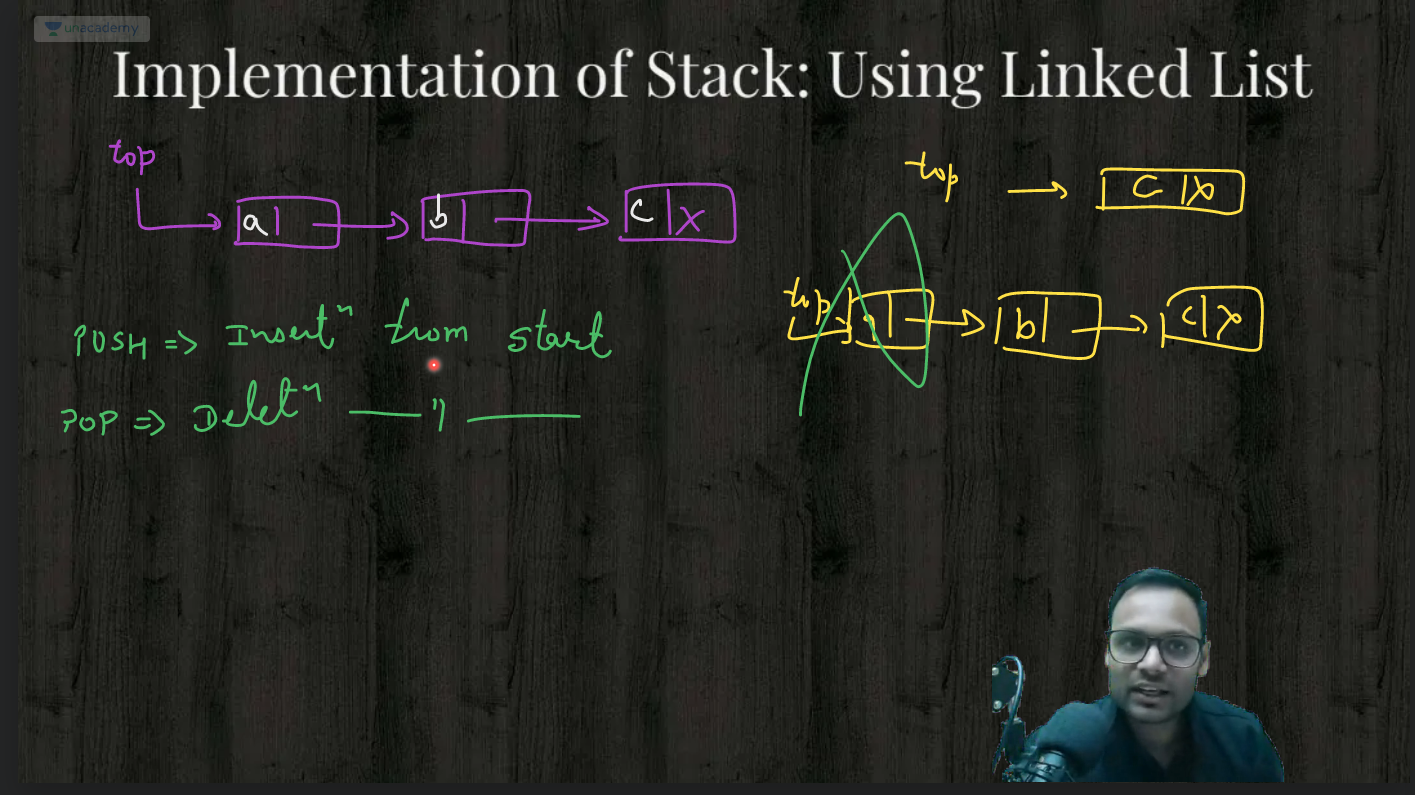 unacademy
Implementation of Stack: Using Linked List
top
a b c X
PUSH => Insertⁿ from start
POP => Deletⁿ —— " ——
top → c X
top a → b → c X